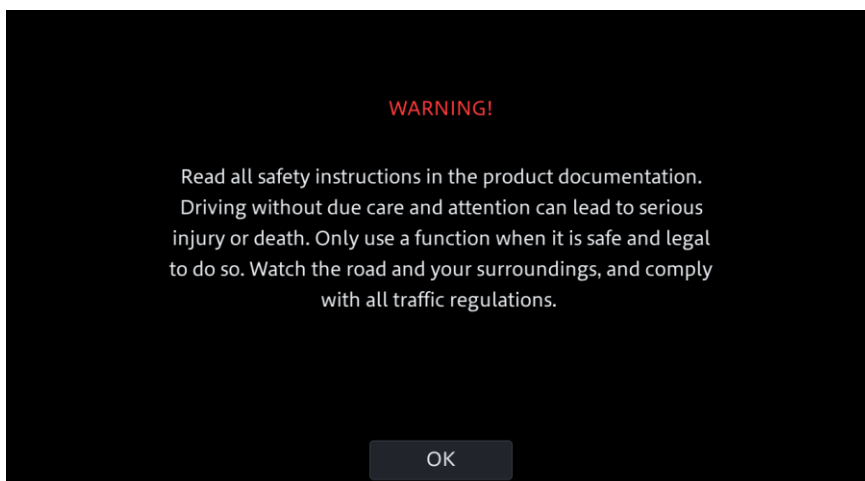 WARNING!
Read all safety instructions in the product documentation.
Driving without due care and attention can lead to serious
injury or death. Only use a function when it is safe and legal
to do so. Watch the road and your surroundings, and comply
with all traffic regulations.
OK